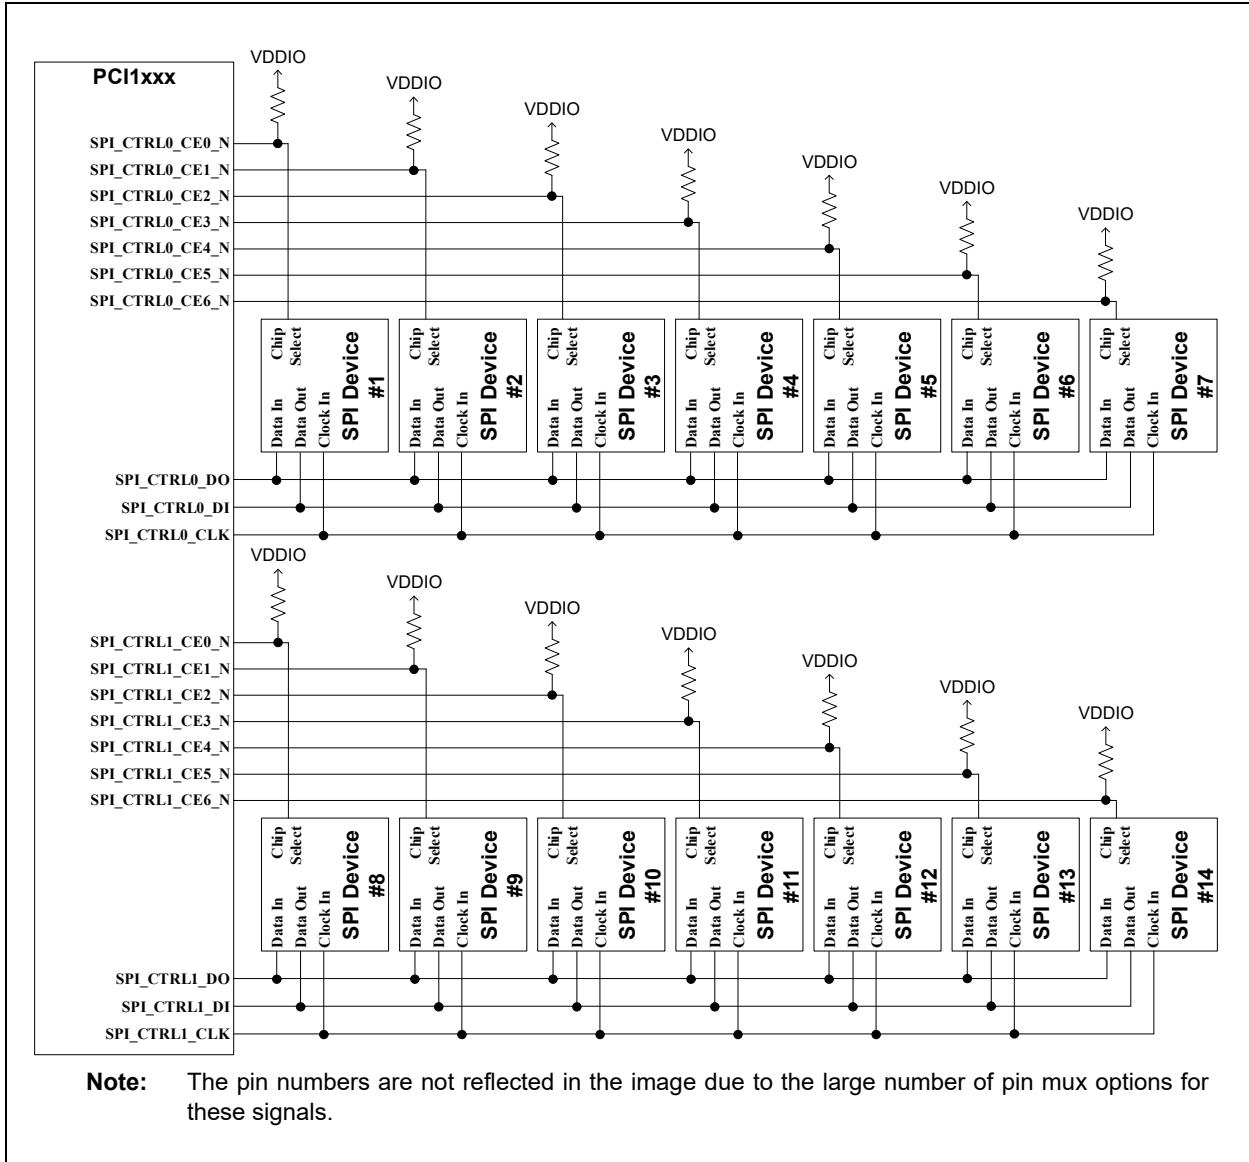 PCI1xxx
VDDIO
VDDIO
VDDIO
VDDIO
VDDIO
VDDIO
VDDIO
SPI_CTRL0_CE0_N
SPI_CTRL0_CE1_N
SPI_CTRL0_CE2_N
SPI_CTRL0_CE3_N
SPI_CTRL0_CE4_N
SPI_CTRL0_CE5_N
SPI_CTRL0_CE6_N
Chip
Select
Data In
Data Out
Clock In
SPI Device
#1
Chip
Select
Data In
Data Out
Clock In
SPI Device
#2
Chip
Select
Data In
Data Out
Clock In
SPI Device
#3
Chip
Select
Data In
Data Out
Clock In
SPI Device
#4
Chip
Select
Data In
Data Out
Clock In
SPI Device
#5
Chip
Select
Data In
Data Out
Clock In
SPI Device
#6
Chip
Select
Data In
Data Out
Clock In
SPI Device
#7
SPI_CTRL0_DO
SPI_CTRL0_DI
SPI_CTRL0_CLK
VDDIO
VDDIO
VDDIO
VDDIO
VDDIO
VDDIO
VDDIO
SPI_CTRL1_CE0_N
SPI_CTRL1_CE1_N
SPI_CTRL1_CE2_N
SPI_CTRL1_CE3_N
SPI_CTRL1_CE4_N
SPI_CTRL1_CE5_N
SPI_CTRL1_CE6_N
Chip
Select
Data In
Data Out
Clock In
SPI Device
#8
Chip
Select
Data In
Data Out
Clock In
SPI Device
#9
Chip
Select
Data In
Data Out
Clock In
SPI Device
#10
Chip
Select
Data In
Data Out
Clock In
SPI Device
#11
Chip
Select
Data In
Data Out
Clock In
SPI Device
#12
Chip
Select
Data In
Data Out
Clock In
SPI Device
#13
Chip
Select
Data In
Data Out
Clock In
SPI Device
#14
SPI_CTRL1_DO
SPI_CTRL1_DI
SPI_CTRL1_CLK
Note: The pin numbers are not reflected in the image due to the large number of pin mux options for
these signals.